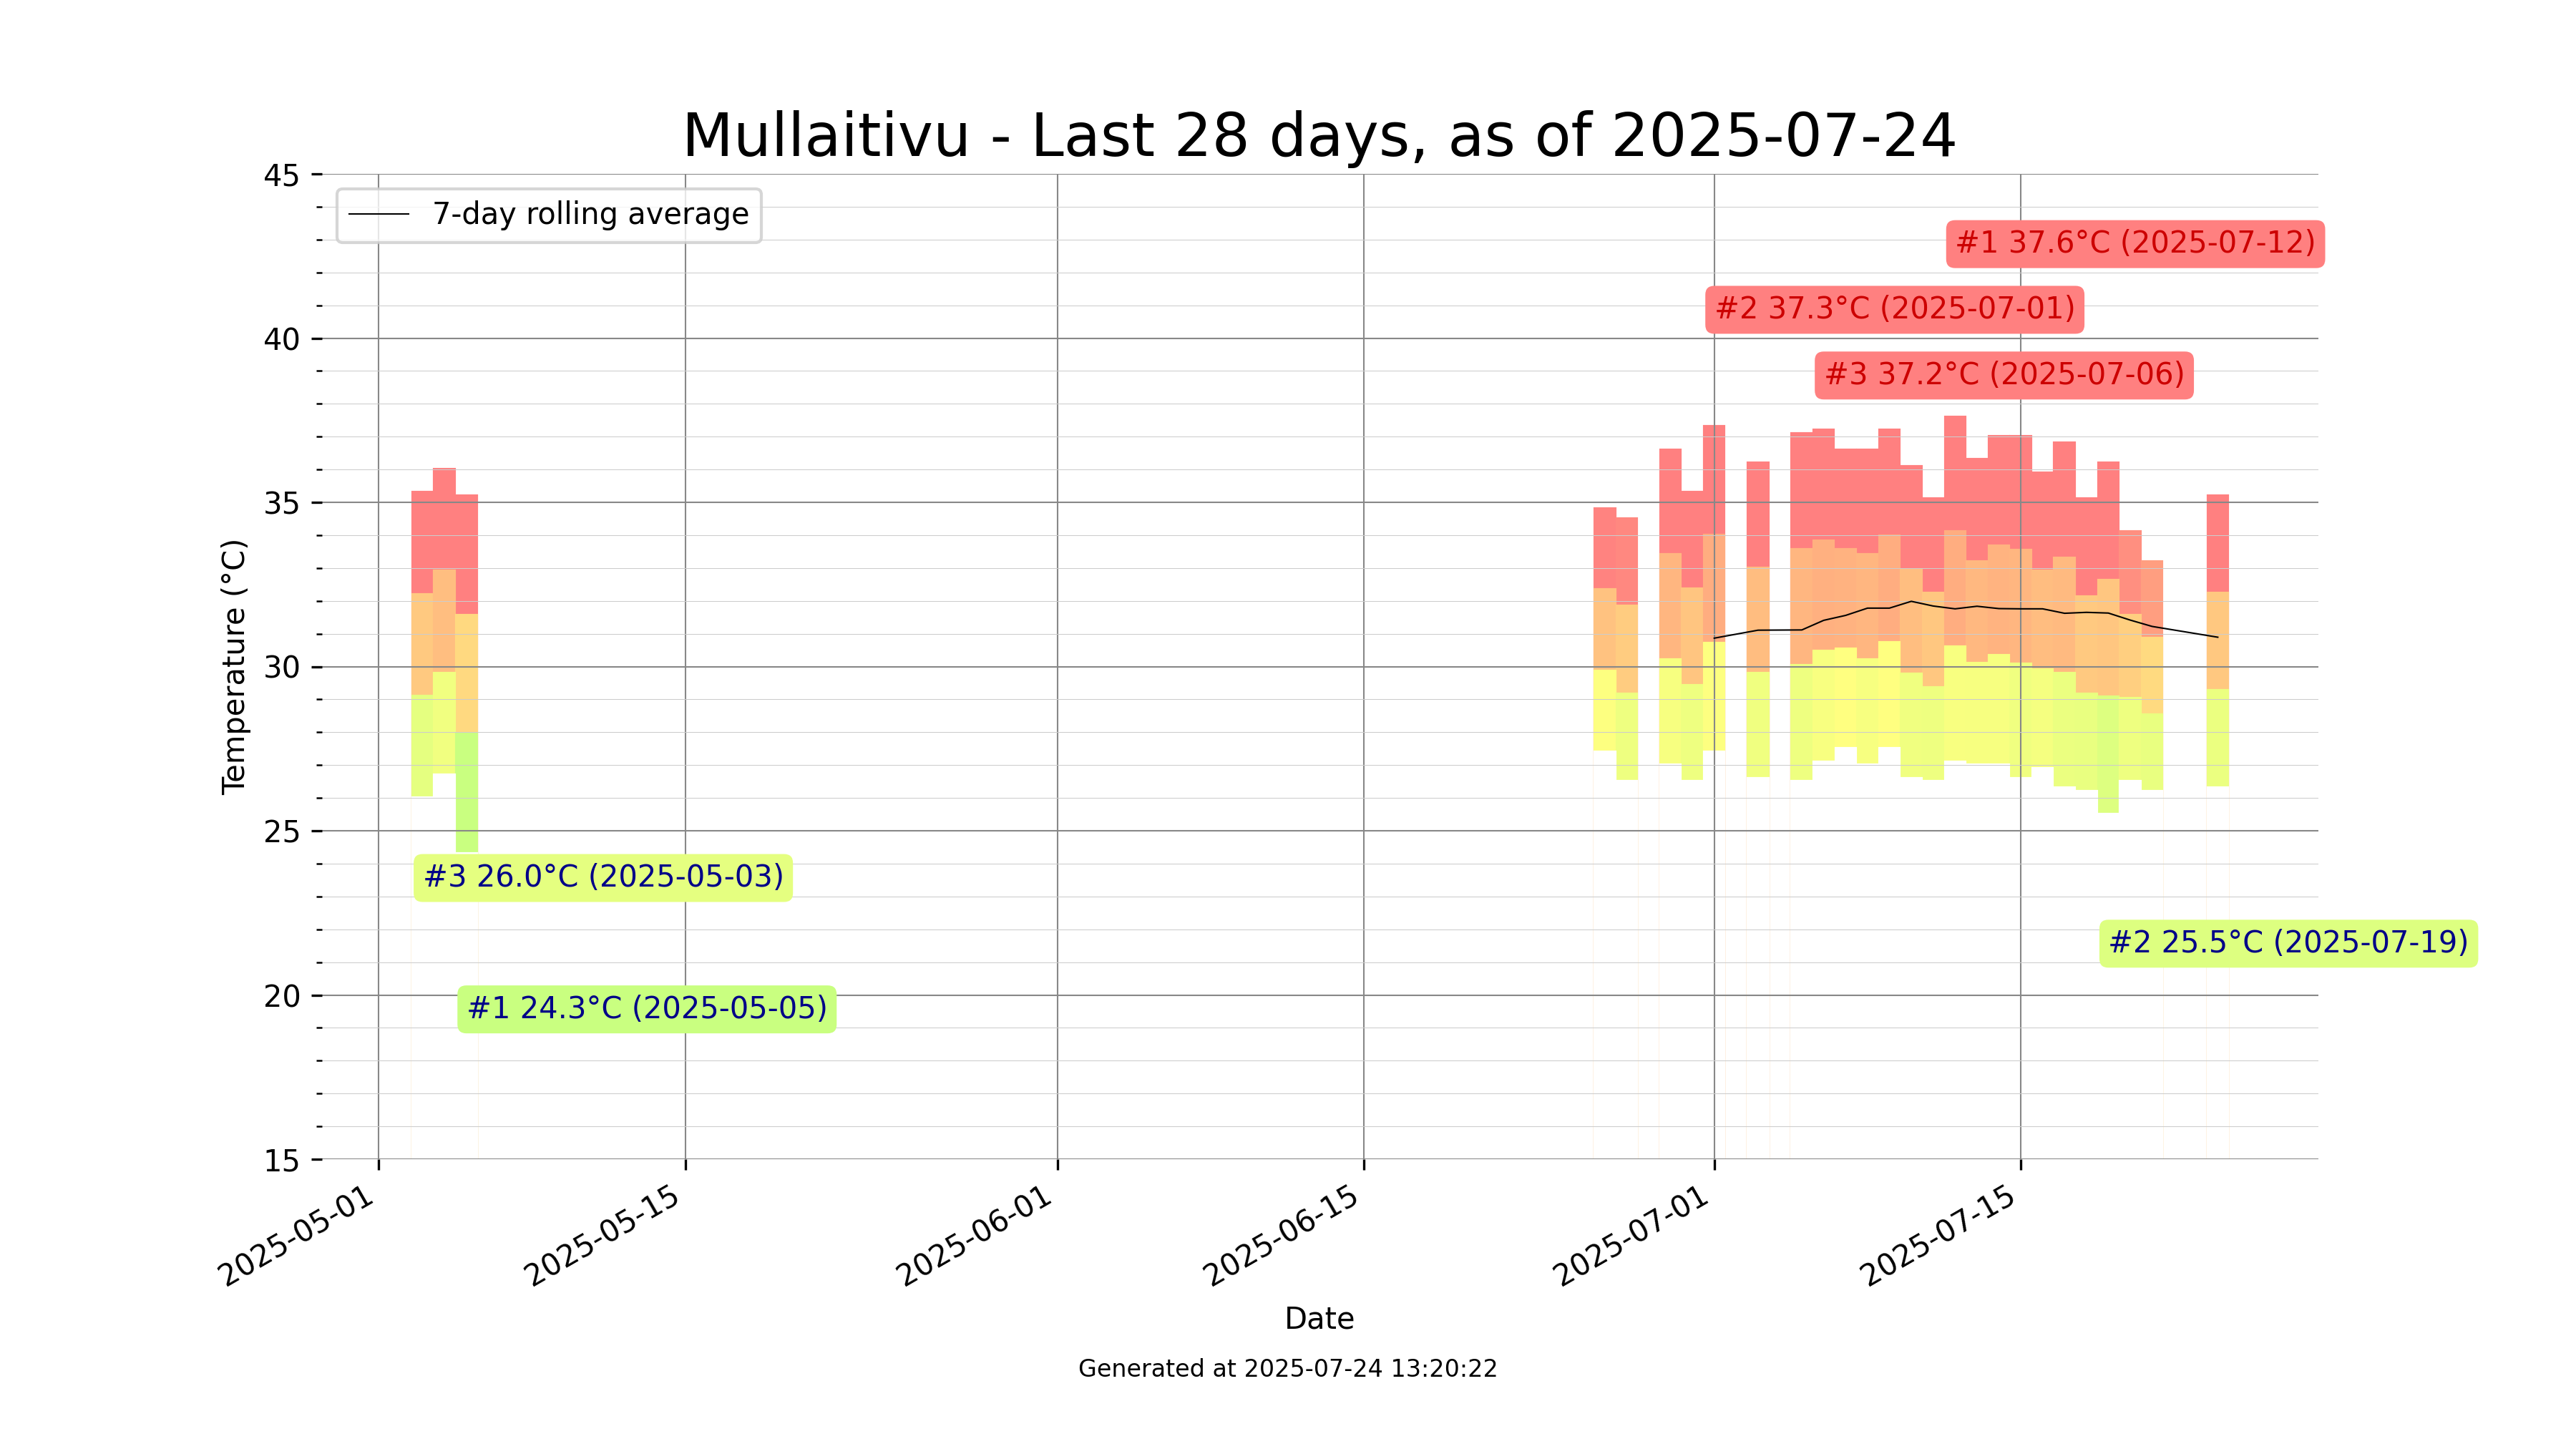 Mullaitivu - Last 28 days, as of 2025-07-24
45
7-day rolling average
#1 37.6°C (2025-07-12)
#2 37.3°C (2025-07-01)
40
#3 37.2°C (2025-07-06)
35
Temperature (°C)
30
25
#3 26.0°C (2025-05-03)
#2 25.5°C (2025-07-19)
20
#1 24.3°C (2025-05-05)
15
2025-05-01
2025-05-15
2025-06-01
2025-06-15
2025-07-01
2025-07-15
Date
Generated at 2025-07-24 13:20:22